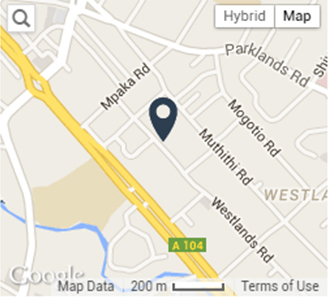 Hybrid Map
Parklands Rd
Mpaka Rd
Mogotio Rd
Muthithi Rd
WESTLA
Westlands Rd
A 104
Google
Map Data 200 m Terms of Use